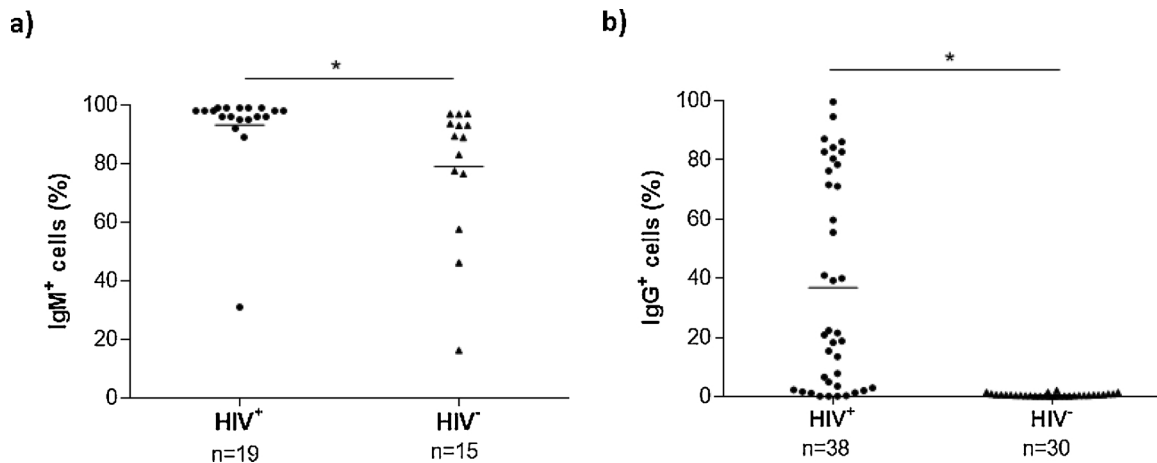 a)
*
IgM⁺ cells (%)
100
80
60
40
20
0
HIV⁺
HIV⁻
n=19
n=15
b)
*
IgG⁺ cells (%)
100
80
60
40
20
0
HIV⁺
HIV⁻
n=38
n=30